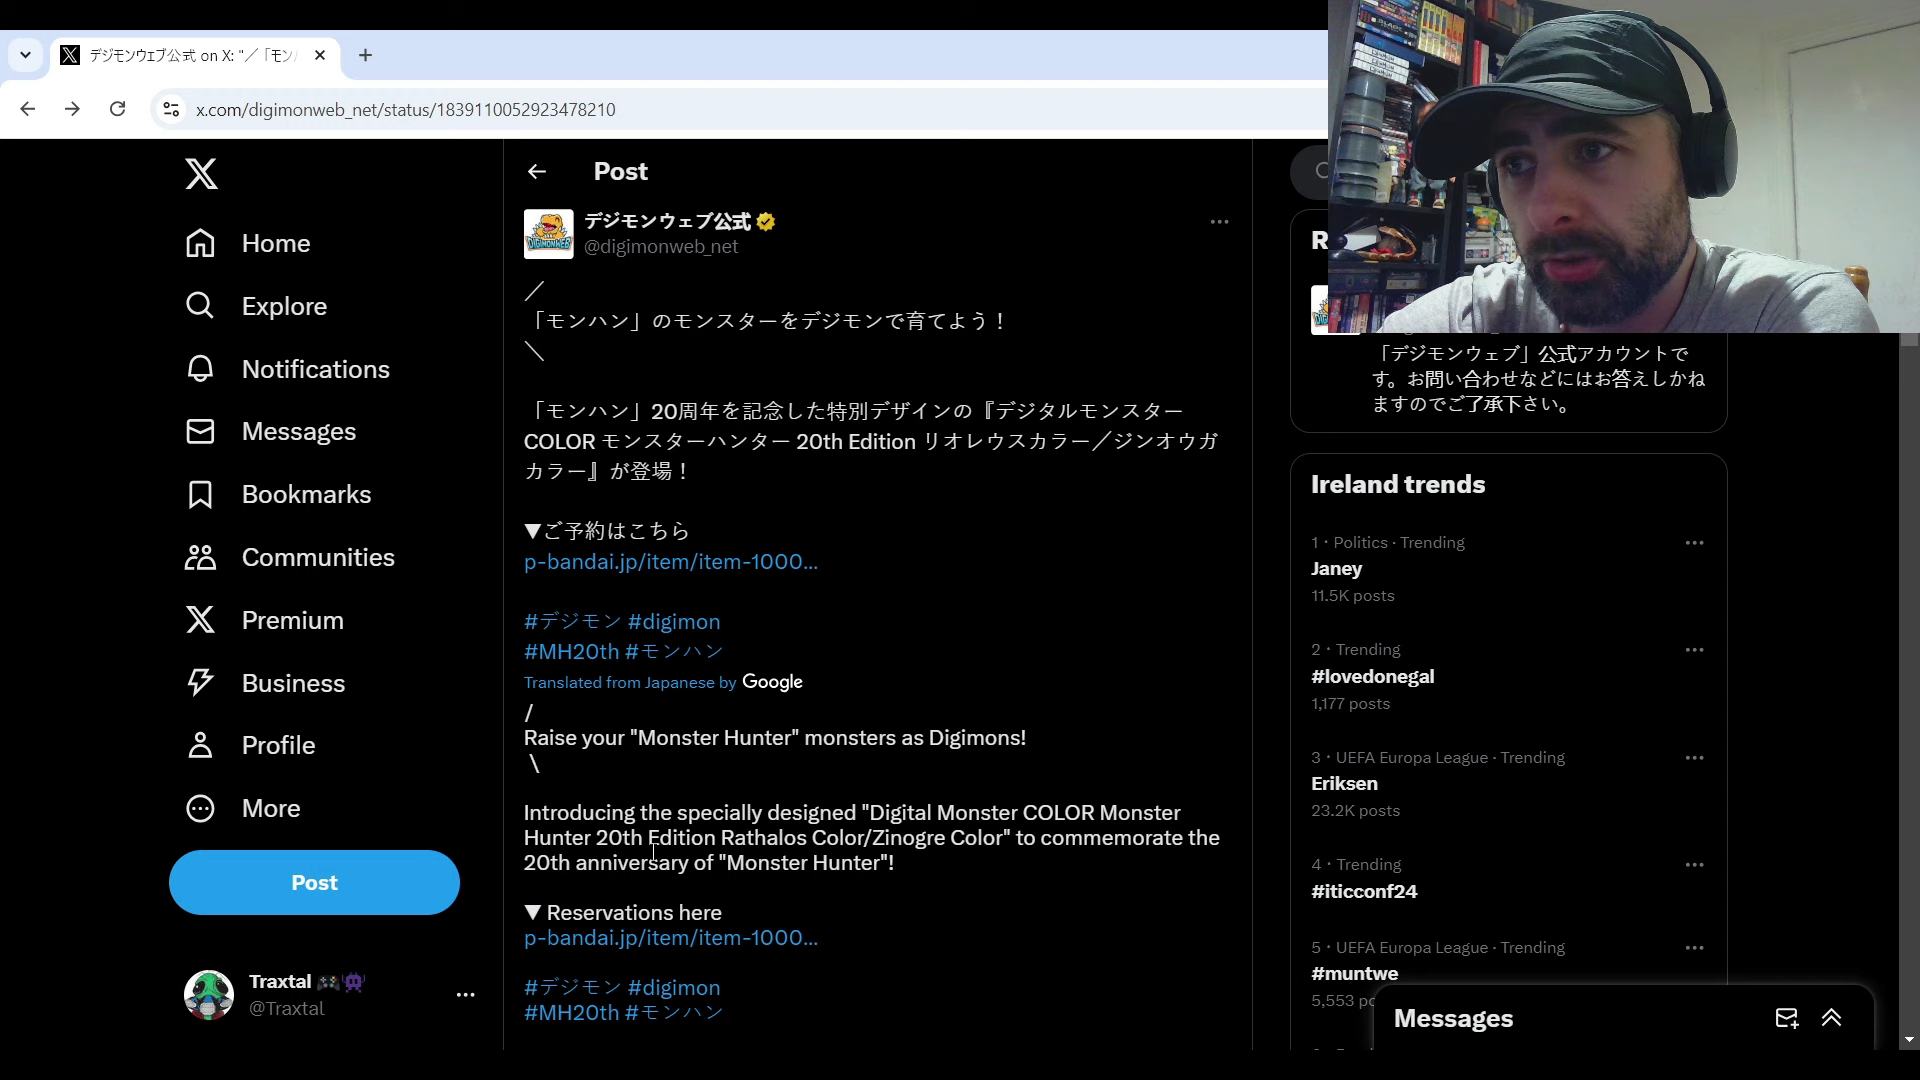 デジモンウェブ公式 on X: "／「モン
x.com/digimonweb_net/status/1839110052923478210
Home
Explore
Notifications
Messages
Bookmarks
Communities
Premium
Business
Profile
More
Post
Traxtal
@Traxtal
Post
デジモンウェブ公式
@digimonweb_net
／
「モンハン」のモンスターをデジモンで育てよう！
＼
「モンハン」20周年を記念した特別デザインの『デジタルモンスター
COLOR モンスターハンター 20th Edition リオレウスカラー／ジンオウガ
カラー』が登場！
▼ご予約はこちら
p-bandai.jp/item/item-1000…
#デジモン #digimon
#MH20th #モンハン
Translated from Japanese by Google
/
Raise your "Monster Hunter" monsters as Digimons!
\
Introducing the specially designed "Digital Monster COLOR Monster
Hunter 20th Edition Rathalos Color/Zinogre Color" to commemorate the
20th anniversary of "Monster Hunter"!
▼ Reservations here
p-bandai.jp/item/item-1000…
#デジモン #digimon
#MH20th #モンハン
「デジモンウェブ」公式アカウントで
す。お問い合わせなどにはお答えしかね
ますのでご了承下さい。
Ireland trends
1 · Politics · Trending
Janey
11.5K posts
2 · Trending
#lovedonegal
1,177 posts
3 · UEFA Europa League · Trending
Eriksen
23.2K posts
4 · Trending
#iticconf24
5 · UEFA Europa League · Trending
#muntwe
5,553 po
Messages